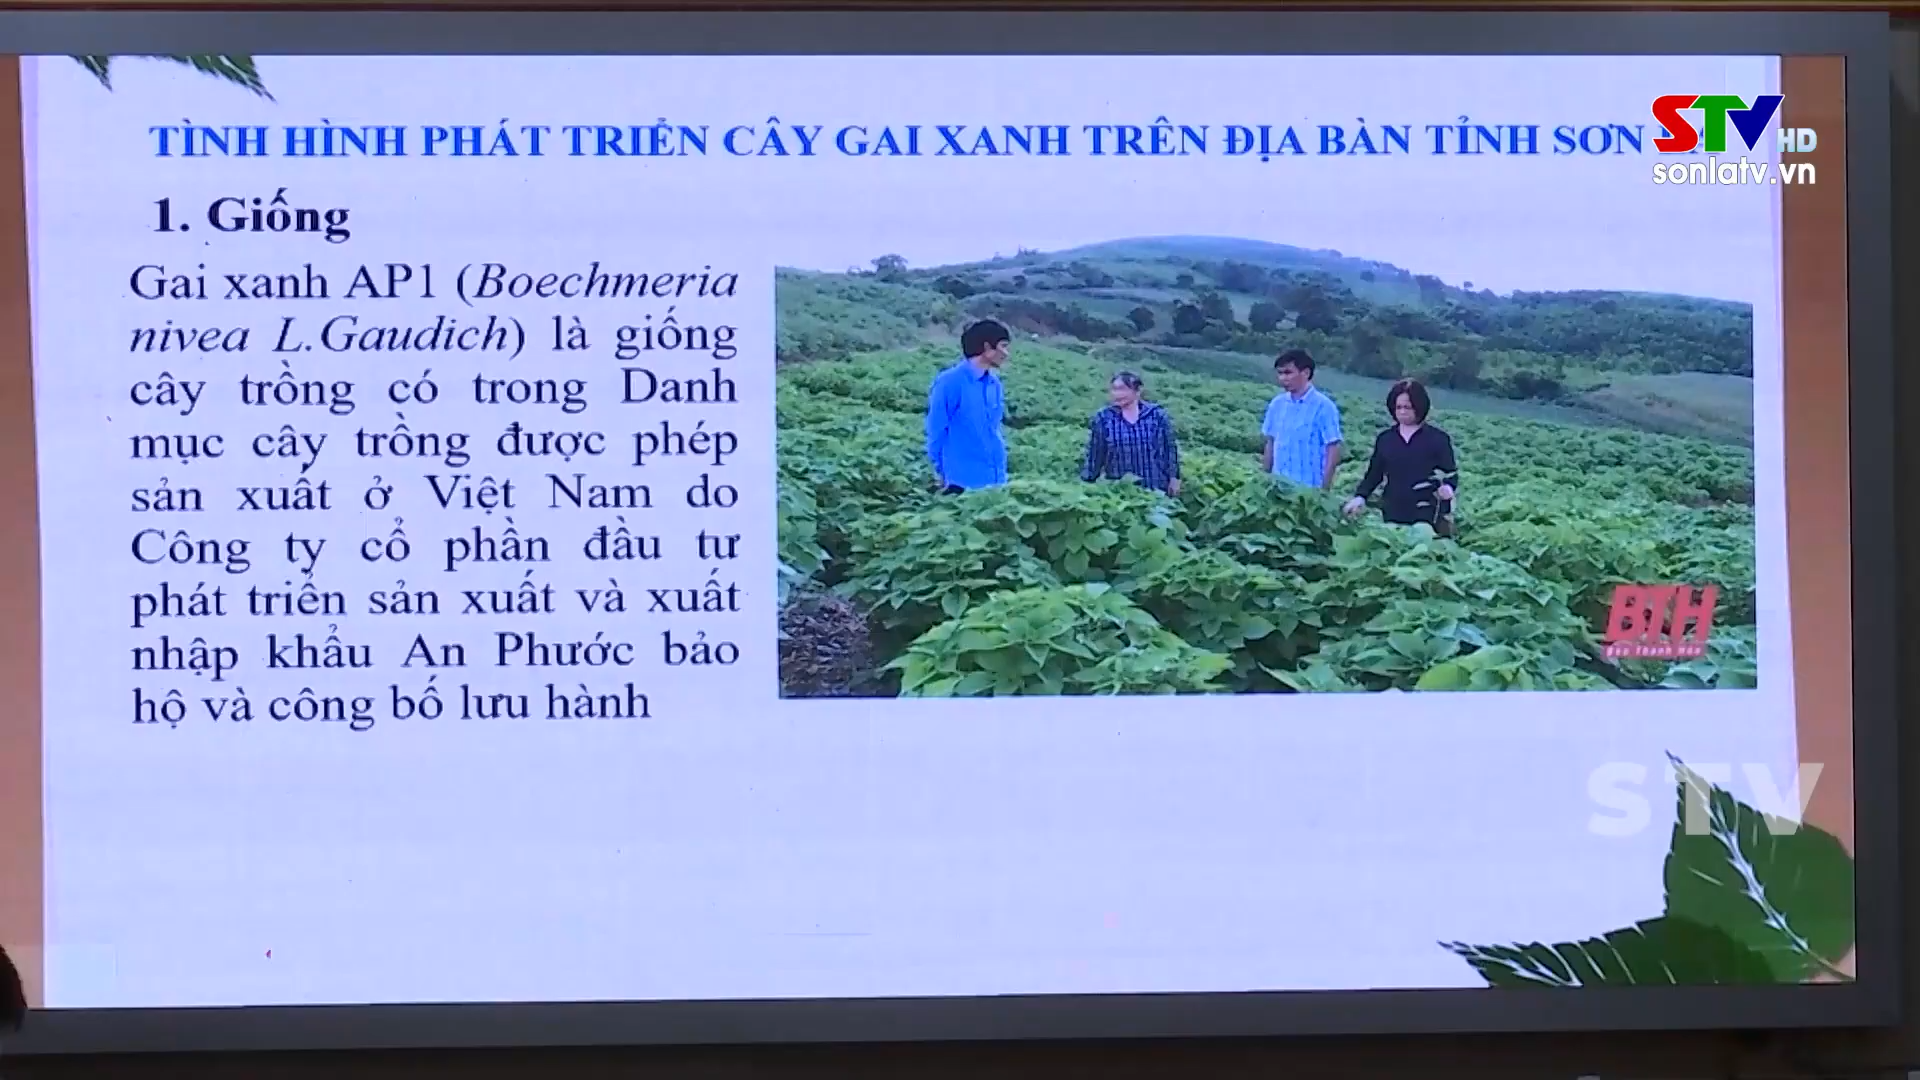 TÌNH HÌNH PHÁT TRIỂN CÂY GAI XANH TRÊN ĐỊA BÀN TỈNH SƠN
STV HD
sonlatv.vn
1. Giống
Gai xanh AP1 (Boechmeria
nivea L.Gaudich) là giống
cây trồng có trong Danh
mục cây trồng được phép
sản xuất ở Việt Nam do
Công ty cổ phần đầu tư
phát triển sản xuất và xuất
nhập khẩu An Phước bảo
hộ và công bố lưu hành
BTH
Báo Thanh Hóa
STV